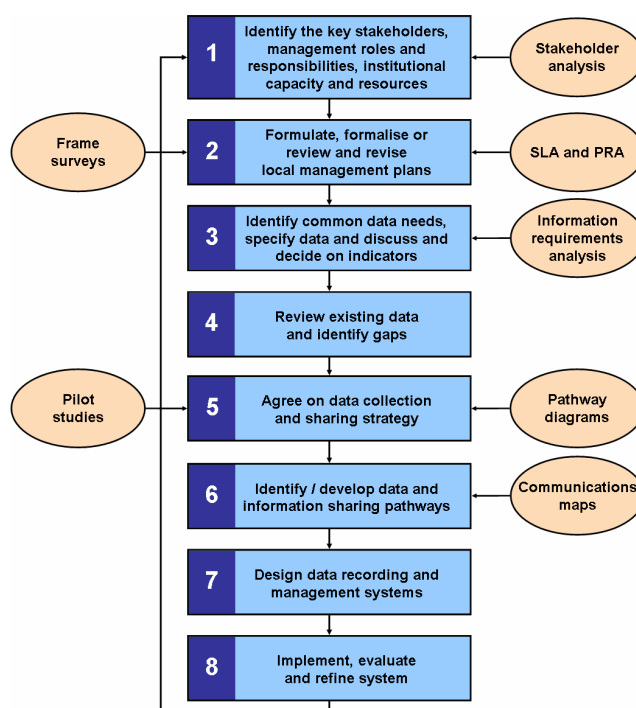 1
Identify the key stakeholders,
management roles and
responsibilities, institutional
capacity and resources
Stakeholder
analysis
Frame
surveys
2
Formulate, formalise or
review and revise
local management plans
SLA and PRA
3
Identify common data needs,
specify data and discuss and
decide on indicators
Information
requirements
analysis
4
Review existing data
and identify gaps
Pilot
studies
5
Agree on data collection
and sharing strategy
Pathway
diagrams
6
Identify / develop data and
information sharing pathways
Communications
maps
7
Design data recording and
management systems
8
Implement, evaluate
and refine system